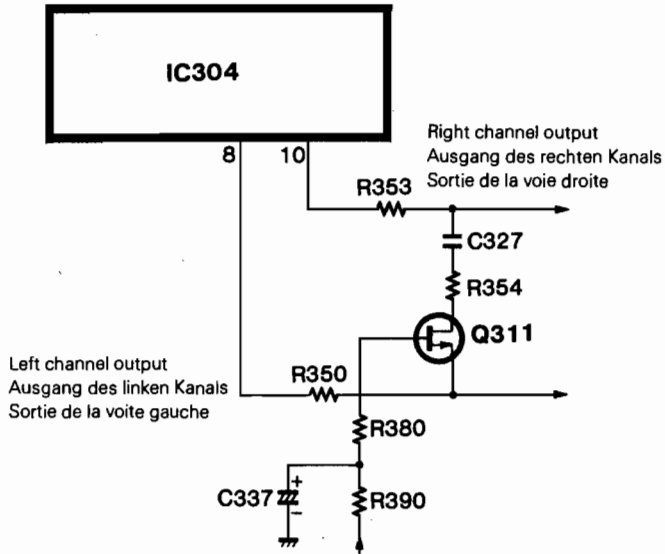 IC304
8 10
Right channel output
Ausgang des rechten Kanals
Sortie de la voie droite
R353
C327
R354
Q311
Left channel output
Ausgang des linken Kanals
Sortie de la voite gauche
R350
R380
C337
+
−
R390